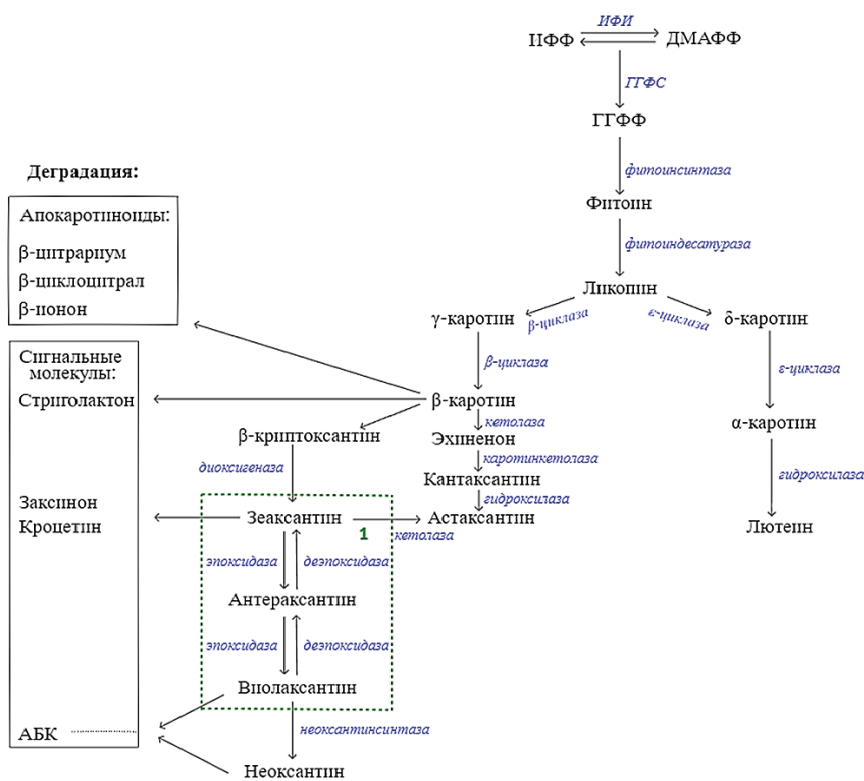 ИФИ
ИФФ ДМАФФ
ГГФС
ГГФФ
фитоинсинтаза
Деградация:
Фитоин
Апокаротиноиды:
фитоиндесатураза
β-цитрариум
β-циклоцитрал
Ликопин
β-ионон
γ-каротин β-циклаза ε-циклаза δ-каротин
Сигнальные
молекулы:
β-циклаза ε-циклаза
Стриголактон β-каротин
кетолаза α-каротин
β-криптоксантин Эхиненон
диоксигеназа каротинкетолаза
Кантаксантин гидроксилаза
гидроксилаза
Заксинон
Зеаксантин Астаксантин
Кроцетин Лютеин
1 кетолаза
эпоксидаза деэпоксидаза
Антераксантин
эпоксидаза деэпоксидаза
Виолаксантин
неоксантинсинтаза
АБК
Неоксантин